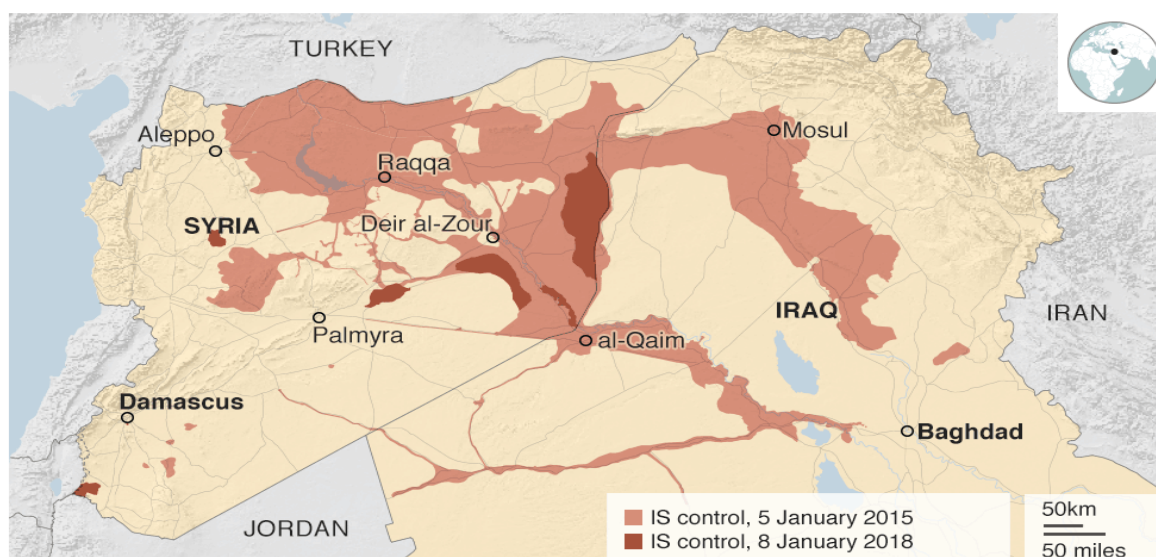 TURKEY
Aleppo
Mosul
Raqqa
SYRIA
Deir al-Zour
IRAQ
IRAN
Palmyra
al-Qaim
Damascus
Baghdad
JORDAN
IS control, 5 January 2015
IS control, 8 January 2018
50km
50 miles